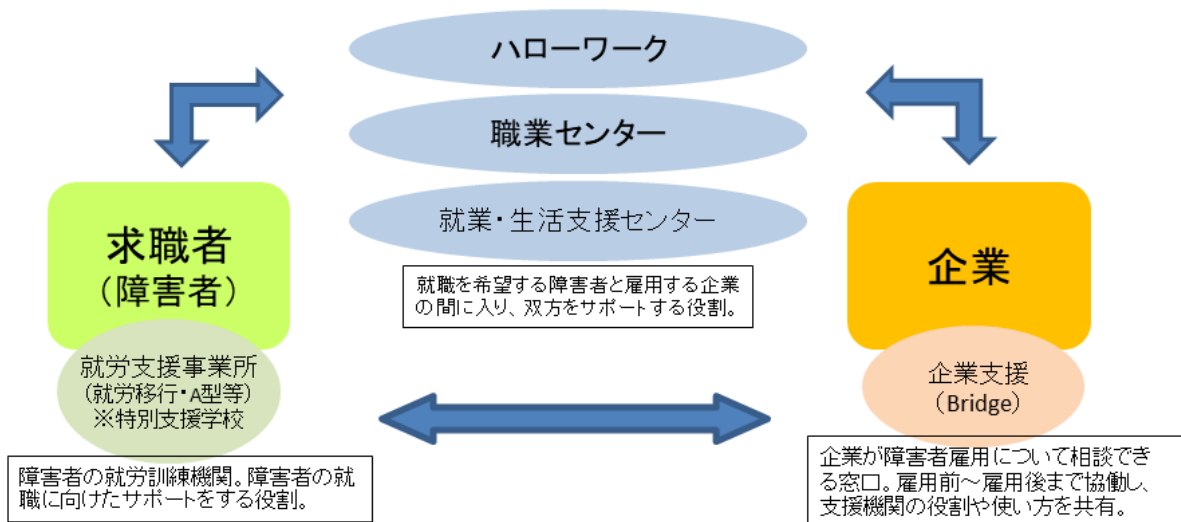 ハローワーク
職業センター
就業・生活支援センター
就職を希望する障害者と雇用する企業
の間に入り、双方をサポートする役割。
求職者
（障害者）
就労支援事業所
（就労移行・A型等）
※特別支援学校
障害者の就労訓練機関。障害者の就
職に向けたサポートをする役割。
企業
企業支援
（Bridge）
企業が障害者雇用について相談でき
る窓口。雇用前～雇用後まで協働し、
支援機関の役割や使い方を共有。